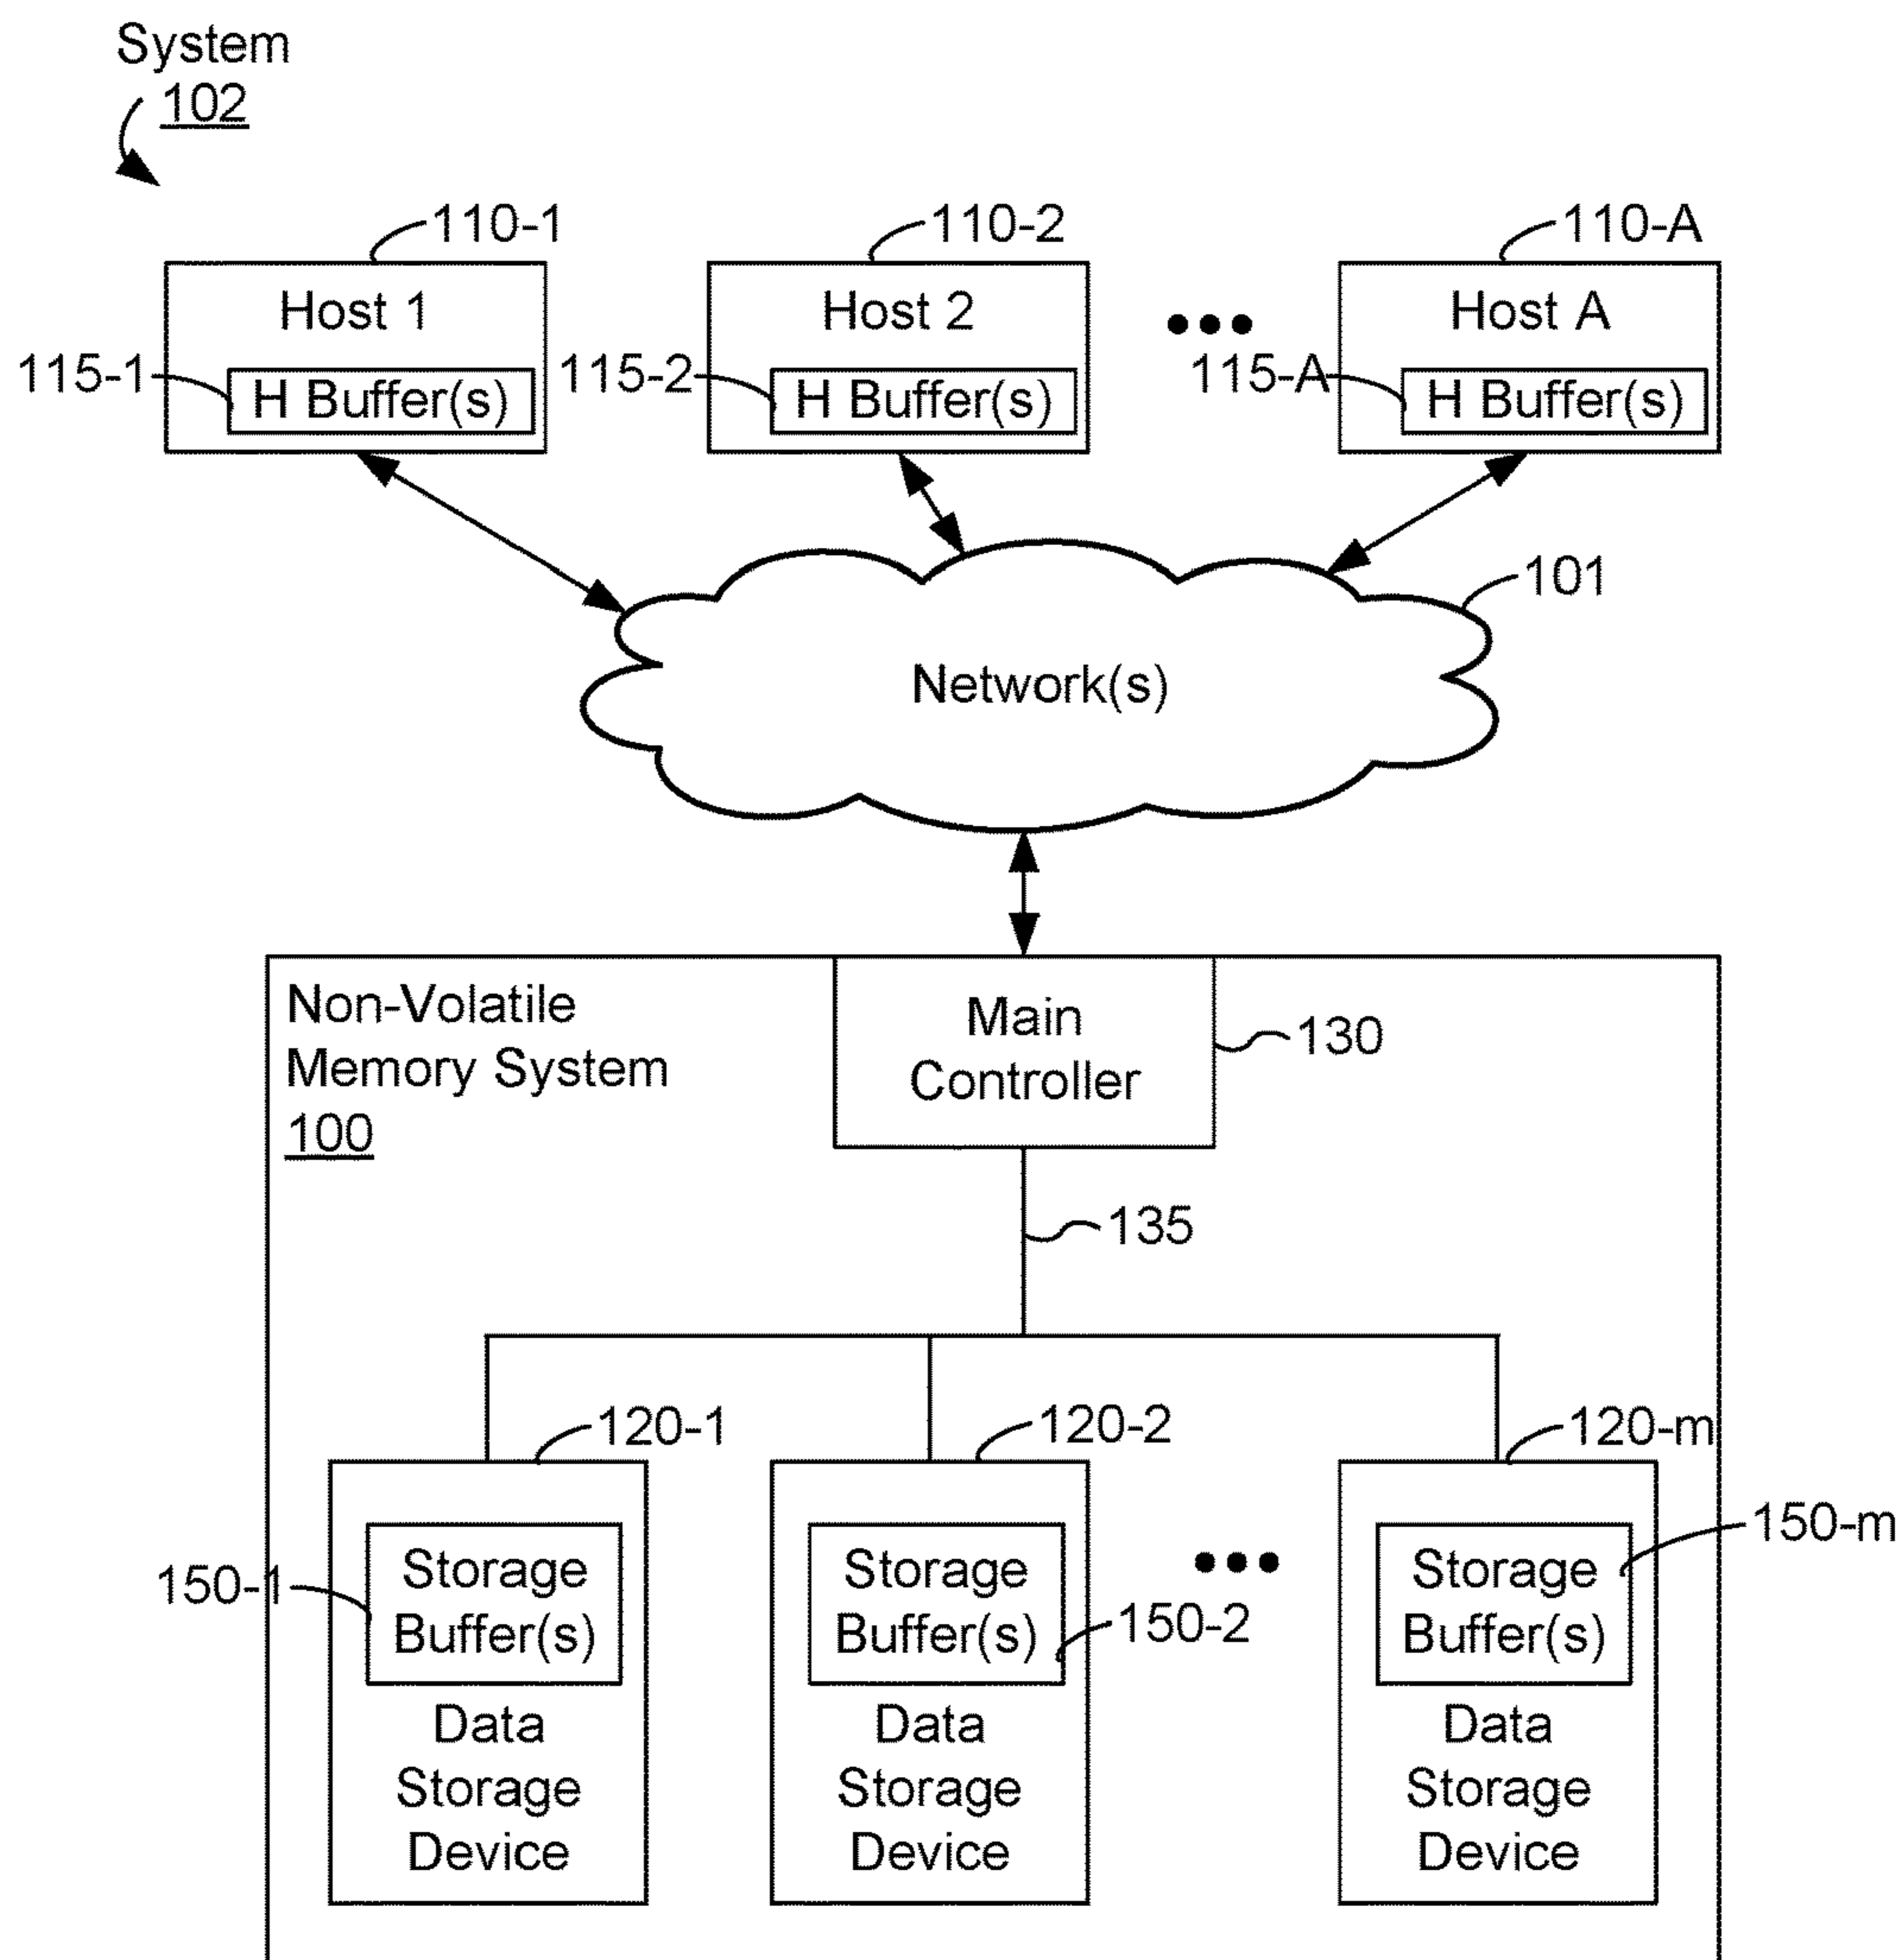 System
102
110-1
110-2
110-A
Host 1
Host 2
Host A
115-1
H Buffer(s)
115-2
H Buffer(s)
115-A
H Buffer(s)
101
Network(s)
Non-Volatile
Memory System
100
Main
Controller
130
135
120-1
120-2
120-m
150-1
Storage
Buffer(s)
Data
Storage
Device
Storage
Buffer(s)
150-2
Data
Storage
Device
Storage
Buffer(s)
150-m
Data
Storage
Device